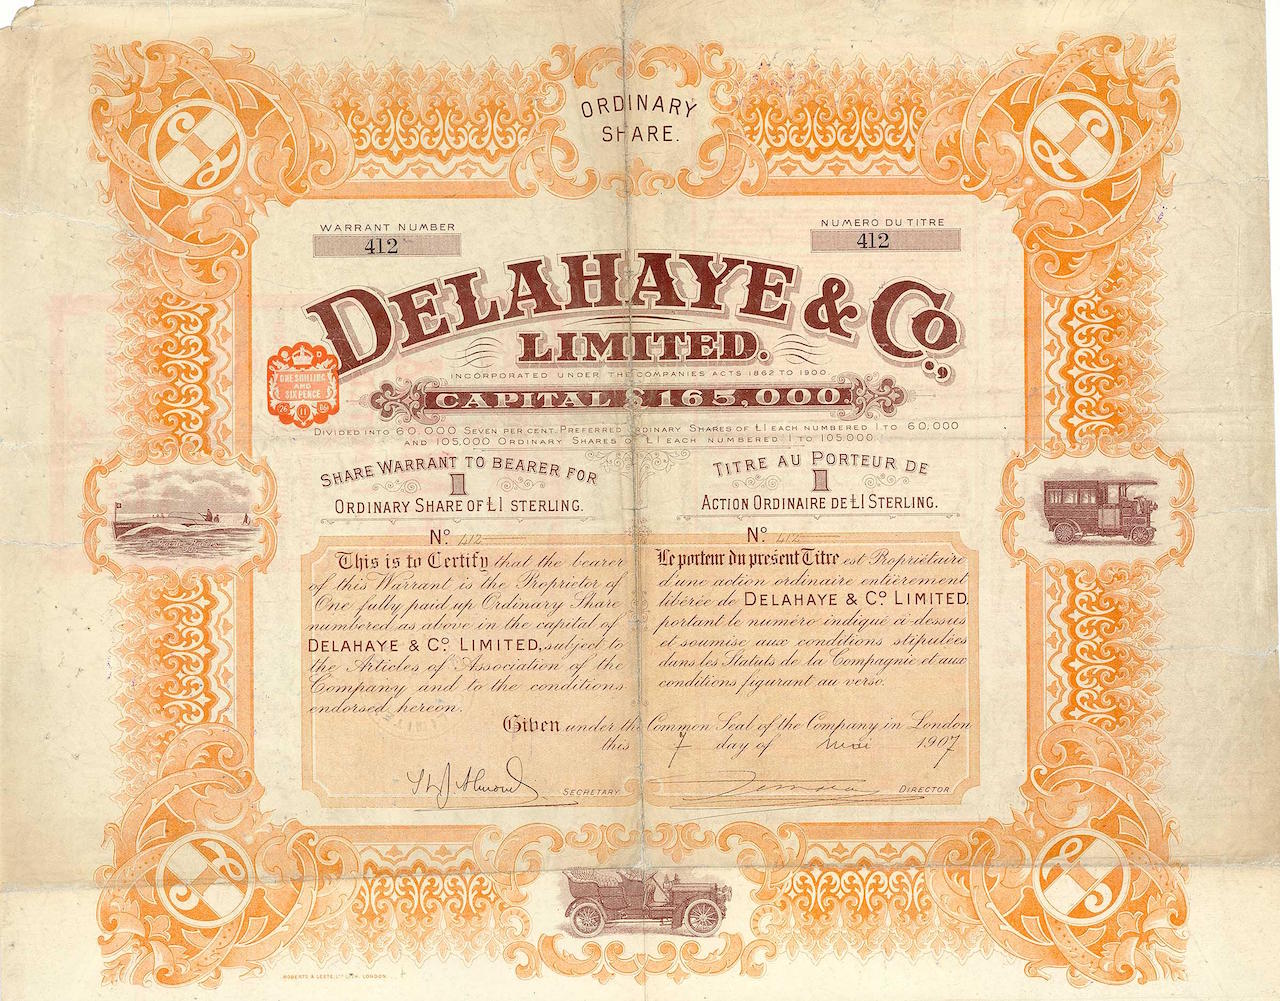 ORDINARY
SHARE.
WARRANT NUMBER
412
NUMERO DU TITRE
412
DELAHAYE & Co
LIMITED.
INCORPORATED UNDER THE COMPANIES ACTS 1862 TO 1900.
CAPITAL £165,000.
DIVIDED INTO 60,000 SEVEN PER CENT. PREFERRED ORDINARY SHARES OF £1 EACH NUMBERED 1 TO 60,000
AND 105,000 ORDINARY SHARES OF £1 EACH NUMBERED 1 TO 105,000.
ONE SHILLING
AND
SIX PENCE
SHARE WARRANT TO BEARER FOR
1
ORDINARY SHARE OF £1 STERLING.
No. 412
This is to Certify that the bearer
of this Warrant is the Proprietor of
One fully paid up Ordinary Share
numbered as above in the capital of
DELAHAYE & Co. LIMITED, subject to
the Articles of Association of the
Company and to the conditions
endorsed hereon.
TITRE AU PORTEUR DE
1
ACTION ORDINAIRE DE £1 STERLING.
No. 412
Le porteur du présent Titre est Propriétaire
d'une action ordinaire entièrement
libérée de DELAHAYE & Co. LIMITED,
portant le numéro indiqué ci-dessus
et soumise aux conditions stipulées
dans les Statuts de la Compagnie et aux
conditions figurant au verso.
Given under the Common Seal of the Company in London
this 7 day of mai 1907
SECRETARY
DIRECTOR
ROBERTS & LEETE, LTD LITH. LONDON